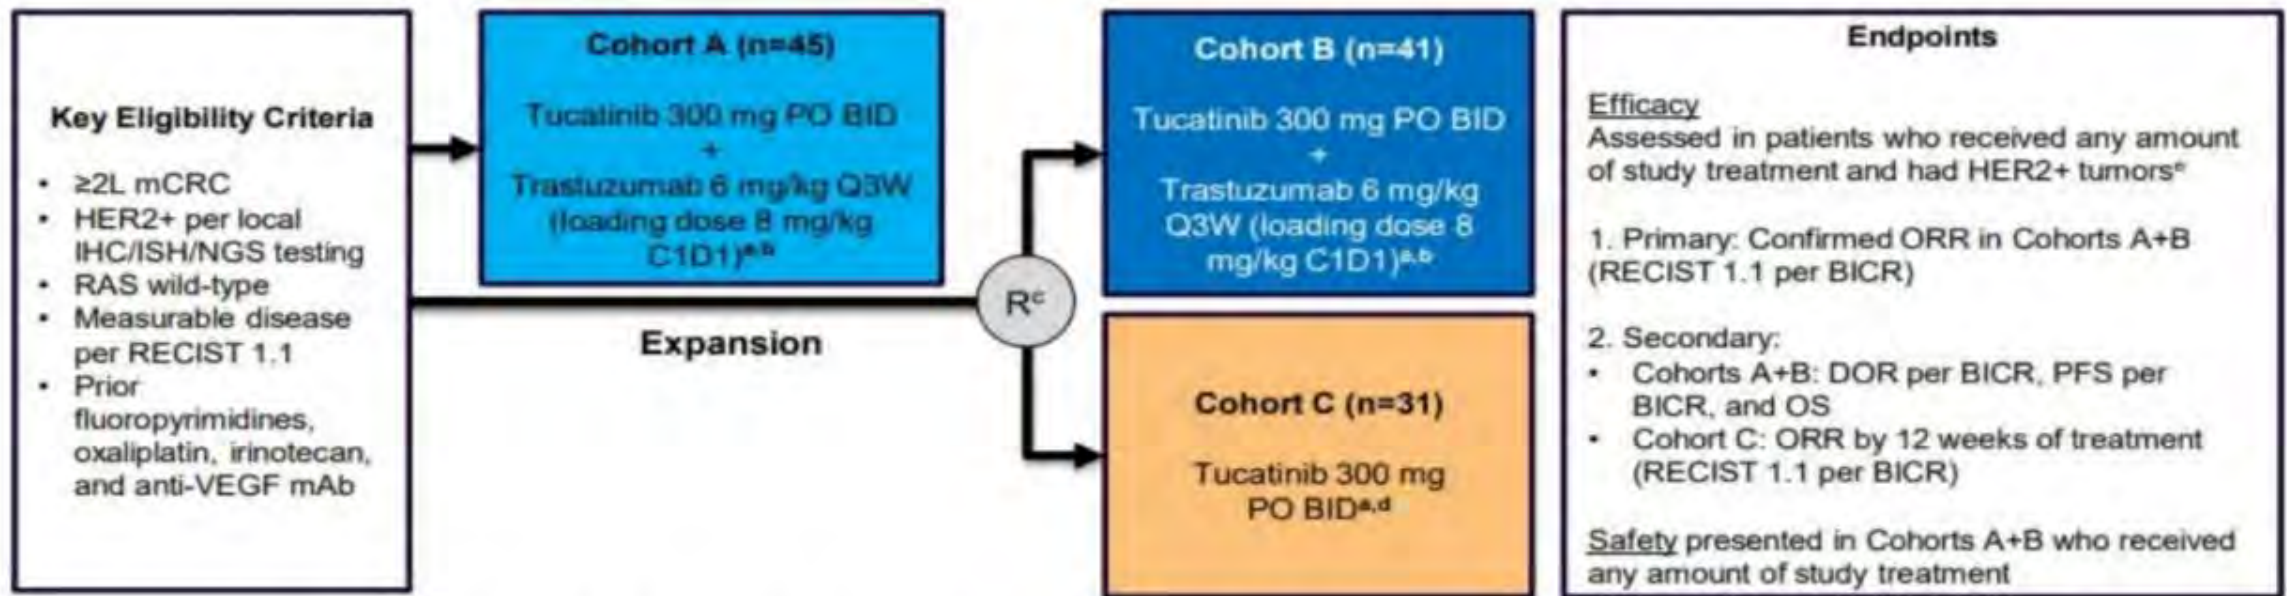 Key Eligibility Criteria
• ≥2L mCRC
• HER2+ per local
IHC/ISH/NGS testing
• RAS wild-type
• Measurable disease
per RECIST 1.1
• Prior
fluoropyrimidines,
oxaliplatin, irinotecan,
and anti-VEGF mAb
Cohort A (n=45)
Tucatinib 300 mg PO BID
+
Trastuzumab 6 mg/kg Q3W
(loading dose 8 mg/kg
C1D1)a,b
Expansion
Rc
Cohort B (n=41)
Tucatinib 300 mg PO BID
+
Trastuzumab 6 mg/kg
Q3W (loading dose 8
mg/kg C1D1)a,b
Cohort C (n=31)
Tucatinib 300 mg
PO BIDa,d
Endpoints
Efficacy
Assessed in patients who received any amount
of study treatment and had HER2+ tumorse
1. Primary: Confirmed ORR in Cohorts A+B
(RECIST 1.1 per BICR)
2. Secondary:
• Cohorts A+B: DOR per BICR, PFS per
BICR, and OS
• Cohort C: ORR by 12 weeks of treatment
(RECIST 1.1 per BICR)
Safety presented in Cohorts A+B who received
any amount of study treatment